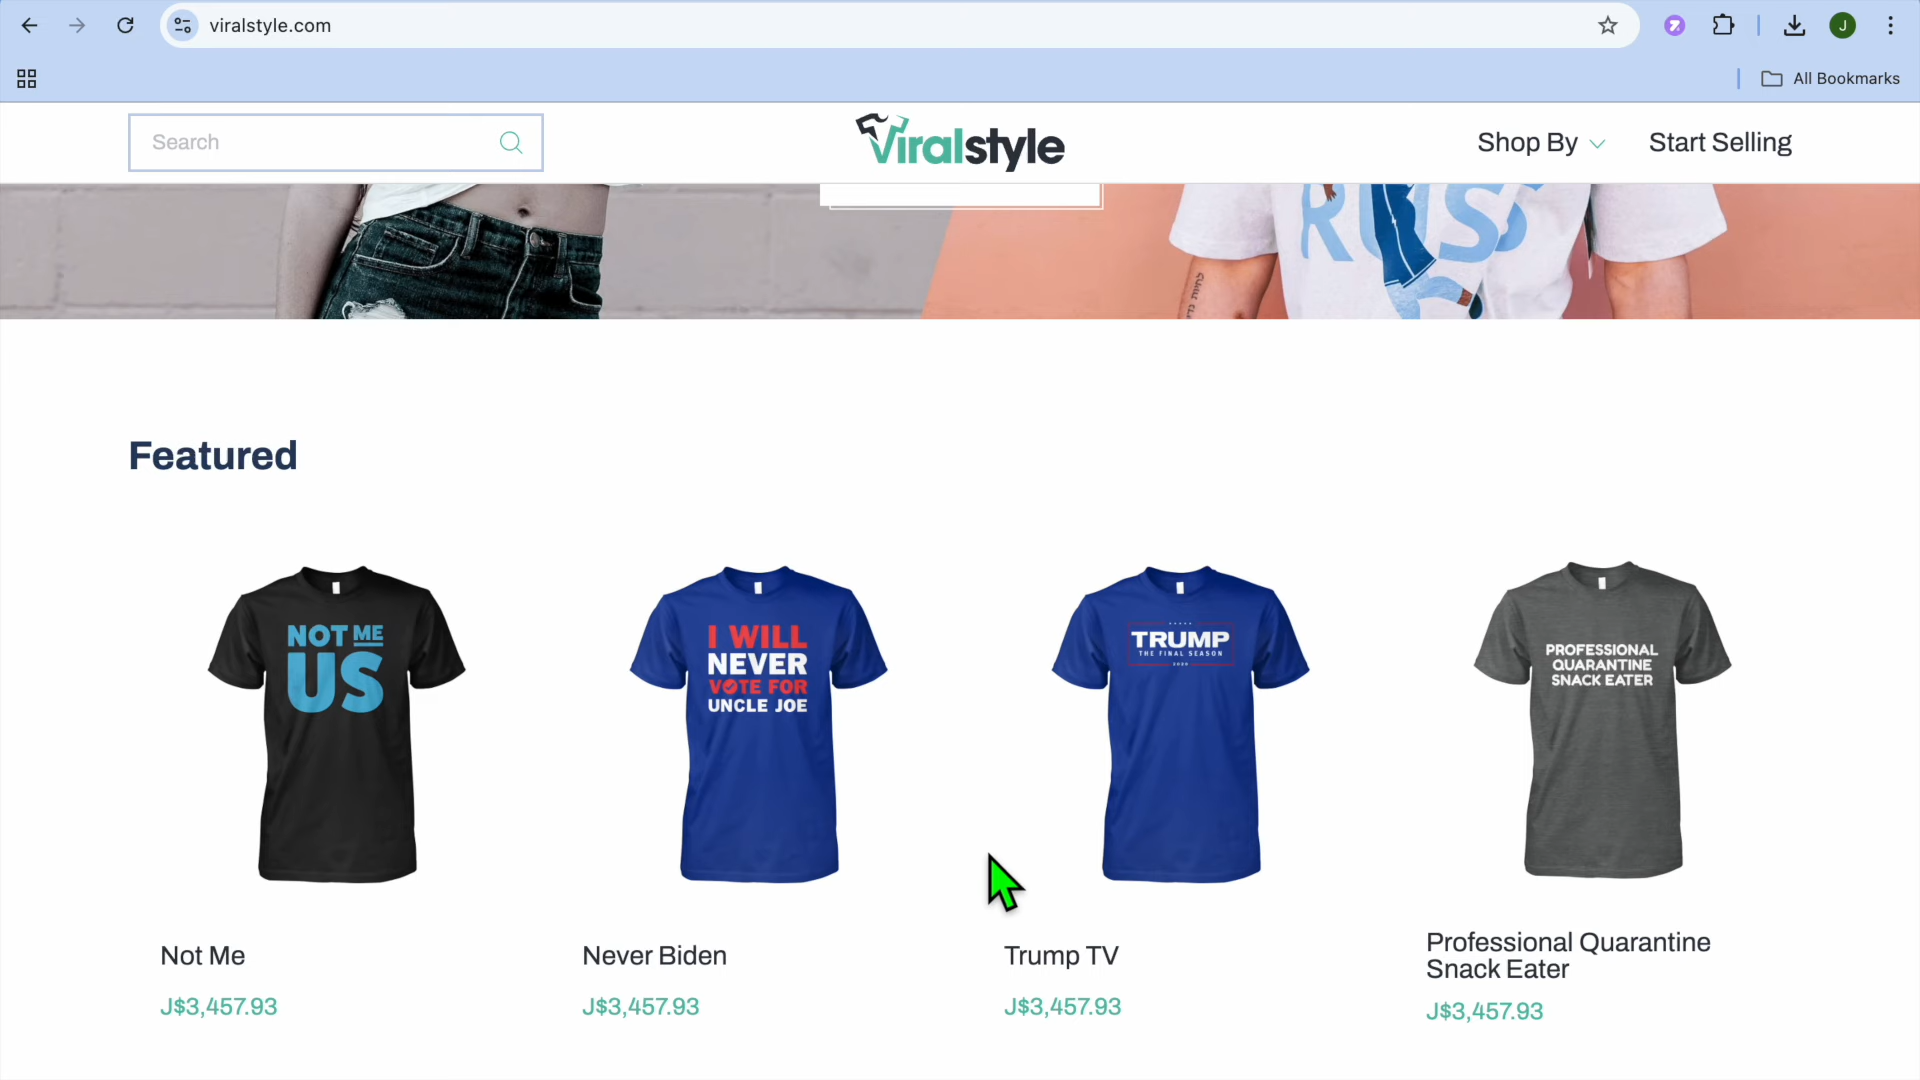 viralstyle.com
J
All Bookmarks
Search
Viralstyle
Shop By
Start Selling
Featured
NOT ME
US
I WILL
NEVER
VOTE FOR
UNCLE JOE
TRUMP
THE FINAL SEASON
2020
PROFESSIONAL
QUARANTINE
SNACK EATER
Not Me
Never Biden
Trump TV
Professional Quarantine
Snack Eater
J$3,457.93
J$3,457.93
J$3,457.93
J$3,457.93